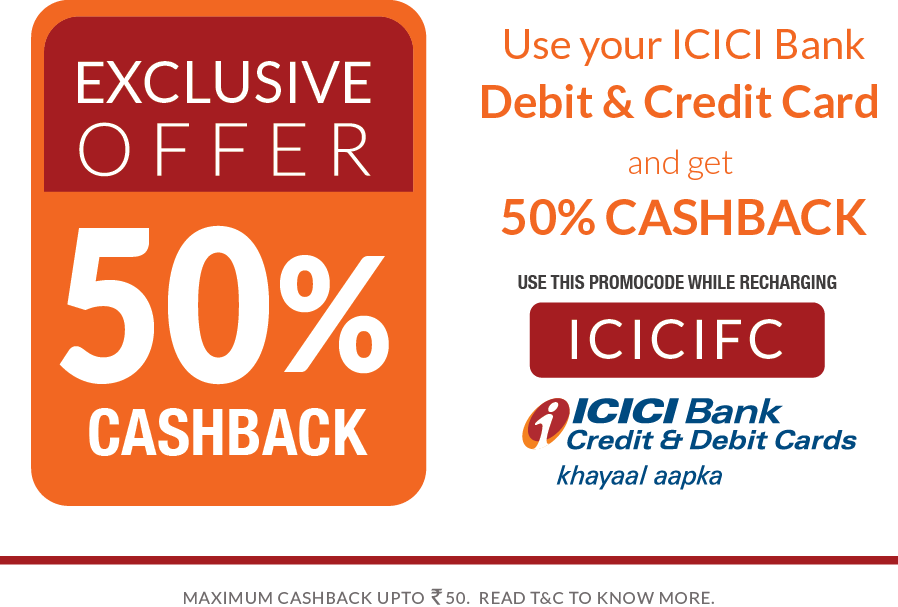 EXCLUSIVE
OFFER
50%
CASHBACK
Use your ICICI Bank
Debit & Credit Card
and get
50% CASHBACK
USE THIS PROMOCODE WHILE RECHARGING
ICICIFC
ICICI Bank
Credit & Debit Cards
khayaal aapka
MAXIMUM CASHBACK UPTO ₹ 50. READ T&C TO KNOW MORE.